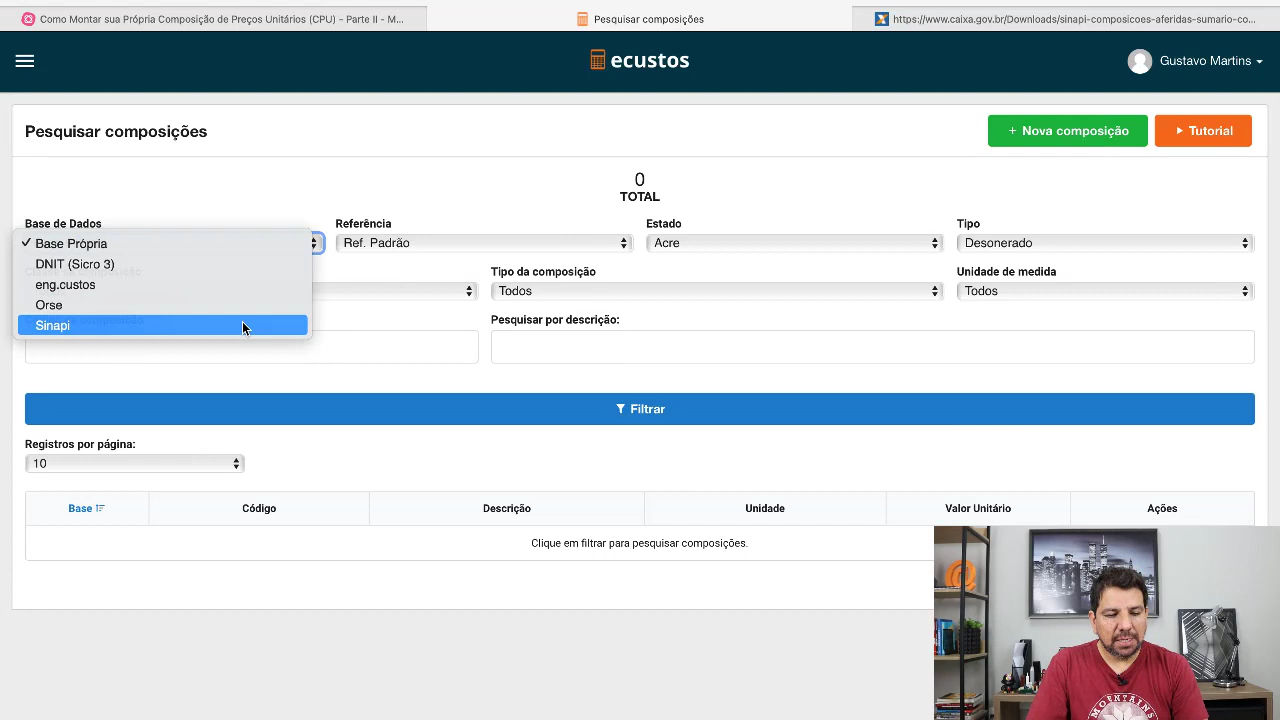 Como Montar sua Própria Composição de Preços Unitários (CPU) - Parte II - M...
Pesquisar composições
https://www.caixa.gov.br/Downloads/sinapi-composicoes-aferidas-sumario-co...
ecustos
Gustavo Martins
Pesquisar composições
+ Nova composição
Tutorial
0
TOTAL
Base de Dados
Referência
Estado
Tipo
✓ Base Própria
DNIT (Sicro 3)
eng.custos
Orse
Sinapi
Ref. Padrão
Acre
Desonerado
Tipo da composição
Unidade de medida
Todos
Todos
Pesquisar por descrição:
Filtrar
Registros por página:
10
Base
Código
Descrição
Unidade
Valor Unitário
Ações
Clique em filtrar para pesquisar composições.
MOUNTAINS